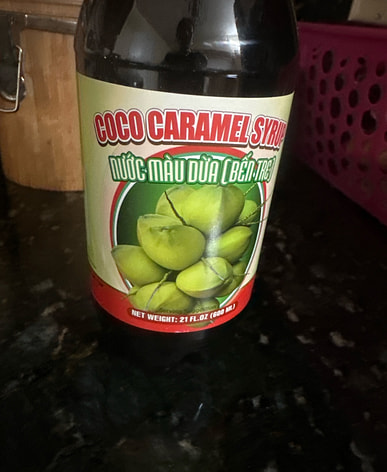 COCO CARAMEL SYRUP
NƯỚC MÀU DỪA (BẾN TRE)
NET WEIGHT: 21 FL.OZ (600 ML)